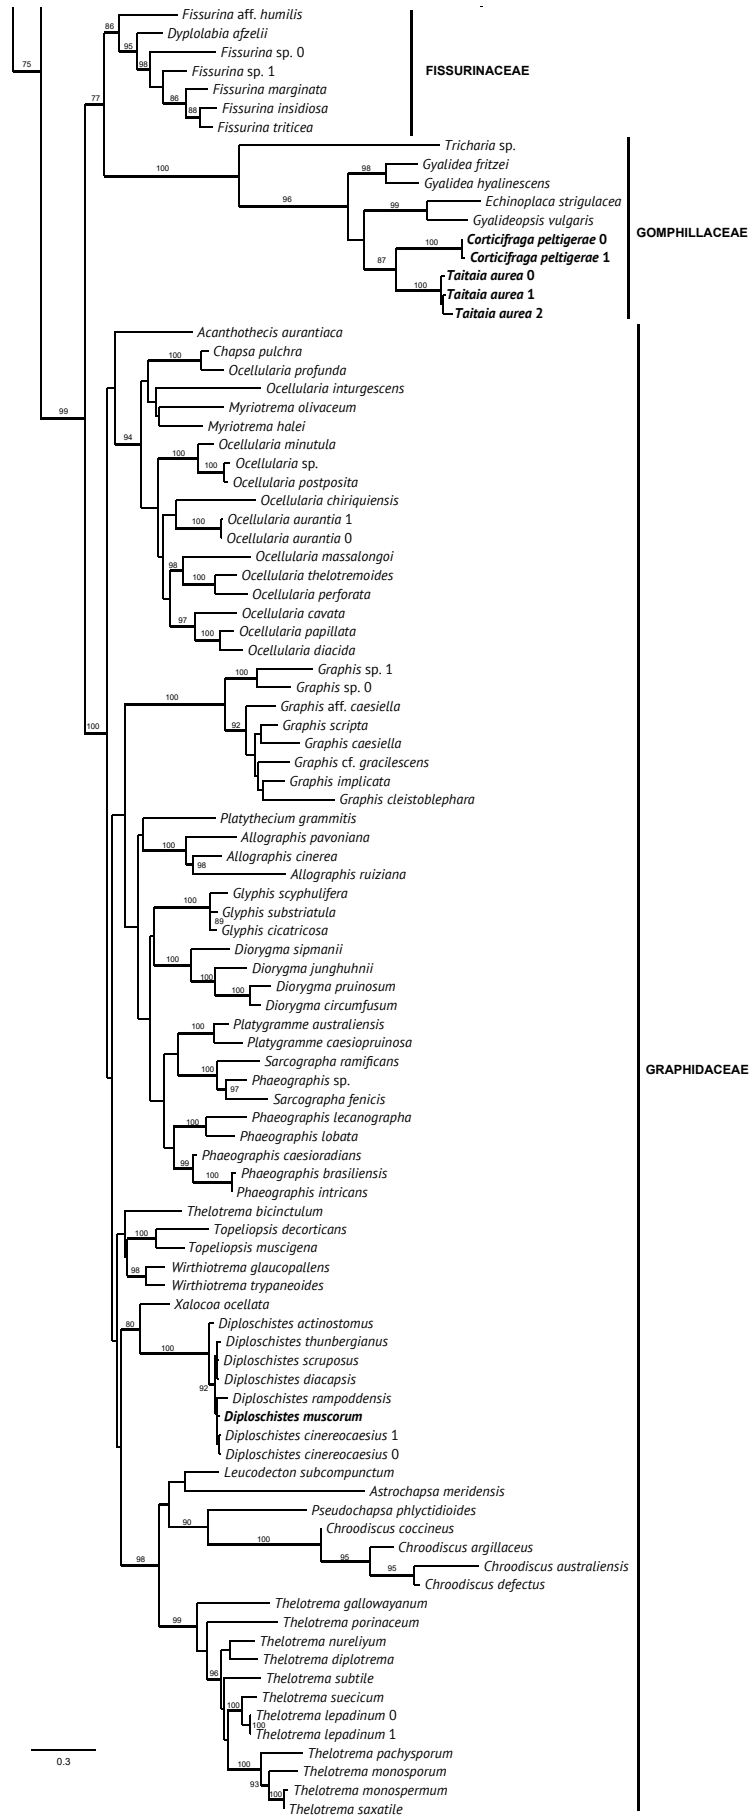 Fissurina aff. humilis
86
Dyplolabia afzelii
95
Fissurina sp. 0
98
75
Fissurina sp. 1
FISSURINACEAE
Fissurina marginata
77
86
Fissurina insidiosa
88
Fissurina triticea
Tricharia sp.
Gyalidea fritzei
98
100
Gyalidea hyalinescens
Echinoplaca strigulacea
96
99
Gyalideopsis vulgaris
GOMPHILLACEAE
Corticifraga peltigerae 0
100
Corticifraga peltigerae 1
87
Taitaia aurea 0
100
Taitaia aurea 1
Taitaia aurea 2
Acanthothecis aurantiaca
Chapsa pulchra
100
Ocellularia profunda
Ocellularia inturgescens
Myriotrema olivaceum
99
Myriotrema halei
94
Ocellularia minutula
100
Ocellularia sp.
100
Ocellularia postposita
Ocellularia chiriquiensis
Ocellularia aurantia 1
100
Ocellularia aurantia 0
Ocellularia massalongoi
98
Ocellularia thelotremoides
100
Ocellularia perforata
Ocellularia cavata
97
Ocellularia papillata
100
Ocellularia diacida
Graphis sp. 1
100
Graphis sp. 0
100
Graphis aff. caesiella
Graphis scripta
100
92
Graphis caesiella
Graphis cf. gracilescens
Graphis implicata
Graphis cleistoblephara
Platythecium grammitis
Allographis pavoniana
100
Allographis cinerea
98
Allographis ruiziana
Glyphis scyphulifera
100
Glyphis substriatula
89
Glyphis cicatricosa
Diorygma sipmanii
100
Diorygma junghuhnii
100
Diorygma pruinosum
100
Diorygma circumfusum
Platygramme australiensis
100
Platygramme caesiopruinosa
Sarcographa ramificans
100
GRAPHIDACEAE
Phaeographis sp.
97
Sarcographa fenicis
Phaeographis lecanographa
100
Phaeographis lobata
Phaeographis caesioradians
99
Phaeographis brasiliensis
100
Phaeographis intricans
Thelotrema bicinctulum
Topeliopsis decorticans
100
Topeliopsis muscigena
Wirthiotrema glaucopallens
98
Wirthiotrema trypaneoides
Xalocoa ocellata
80
Diploschistes actinostomus
Diploschistes thunbergianus
100
Diploschistes scruposus
Diploschistes diacapsis
92
Diploschistes rampoddensis
Diploschistes muscorum
Diploschistes cinereocaesius 1
Diploschistes cinereocaesius 0
Leucodecton subcompunctum
Astrochapsa meridensis
Pseudochapsa phlyctidioides
90
Chroodiscus coccineus
100
Chroodiscus argillaceus
95
98
Chroodiscus australiensis
95
Chroodiscus defectus
Thelotrema gallowayanum
99
Thelotrema porinaceum
Thelotrema nureliyum
Thelotrema diplotrema
96
Thelotrema subtile
Thelotrema suecicum
100
Thelotrema lepadinum 0
100
Thelotrema lepadinum 1
Thelotrema pachysporum
0.3
100
Thelotrema monosporum
93
Thelotrema monospermum
100
Thelotrema saxatile